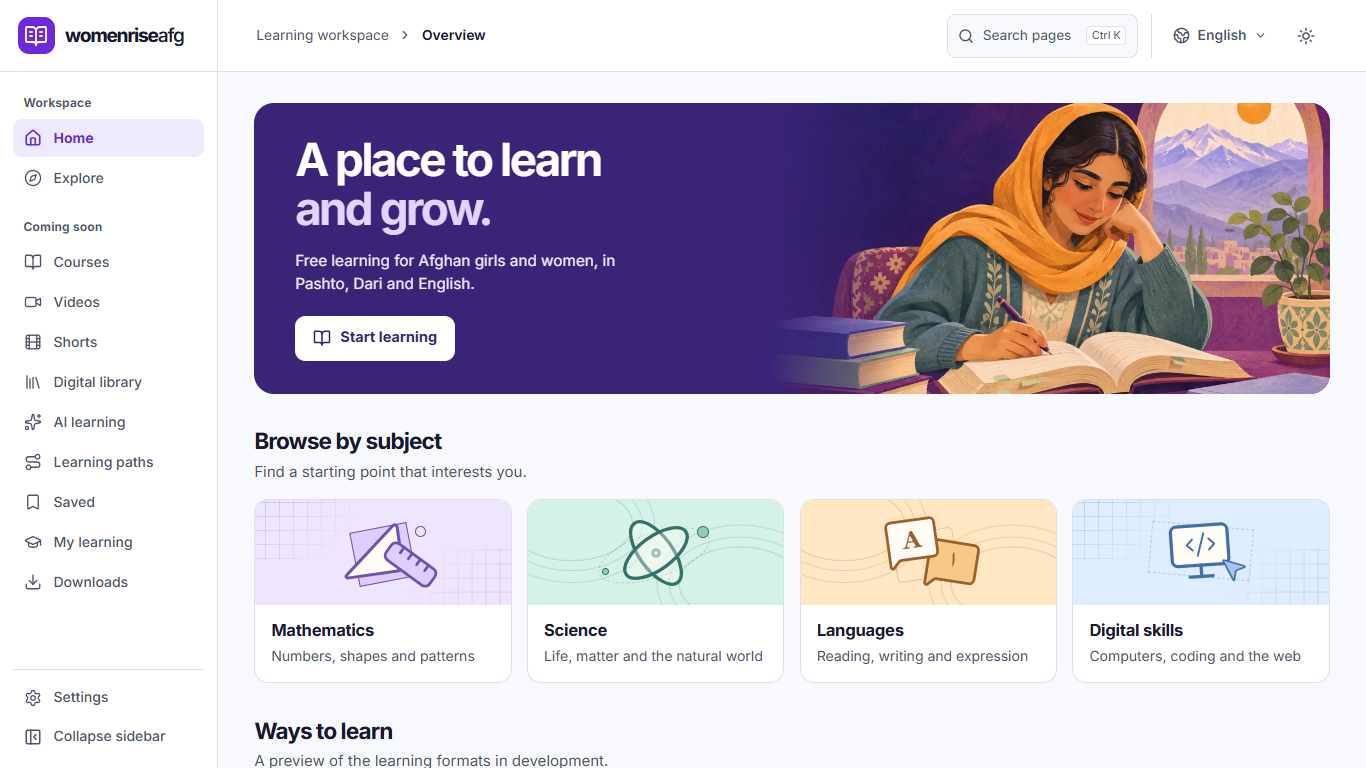 womenriseafg
Learning workspace > Overview
Search pages Ctrl K
English
Workspace
Home
Explore
Coming soon
Courses
Videos
Shorts
Digital library
AI learning
Learning paths
Saved
My learning
Downloads
Settings
Collapse sidebar
A place to learn
and grow.
Free learning for Afghan girls and women, in
Pashto, Dari and English.
Start learning
Browse by subject
Find a starting point that interests you.
A
</>
Mathematics
Numbers, shapes and patterns
Science
Life, matter and the natural world
Languages
Reading, writing and expression
Digital skills
Computers, coding and the web
Ways to learn
A preview of the learning formats in development.